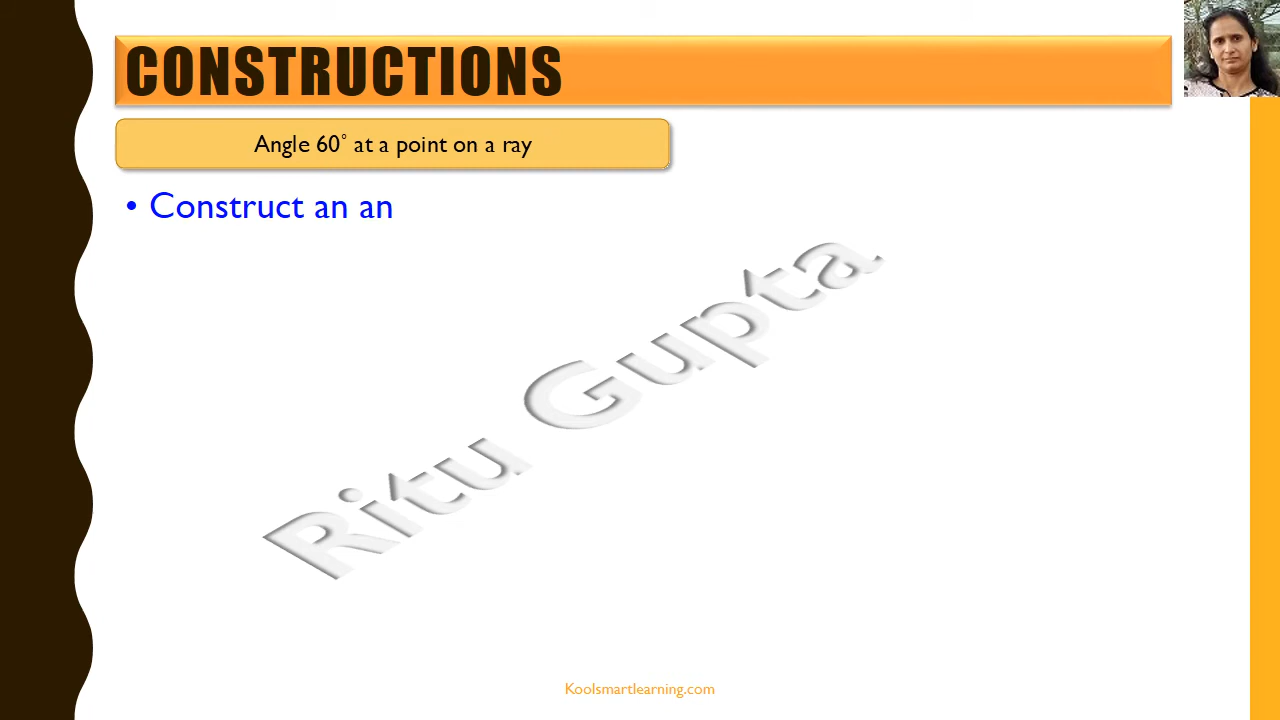 CONSTRUCTIONS
Angle 60° at a point on a ray
• Construct an an
Ritu Gupta
Koolsmartlearning.com